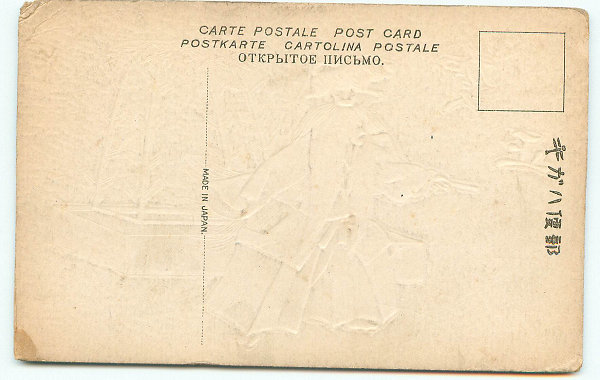 CARTE POSTALE POST CARD
POSTKARTE CARTOLINA POSTALE
ОТКРЫТОЕ ПИСЬМО.
MADE IN JAPAN.
郵便ハガキ